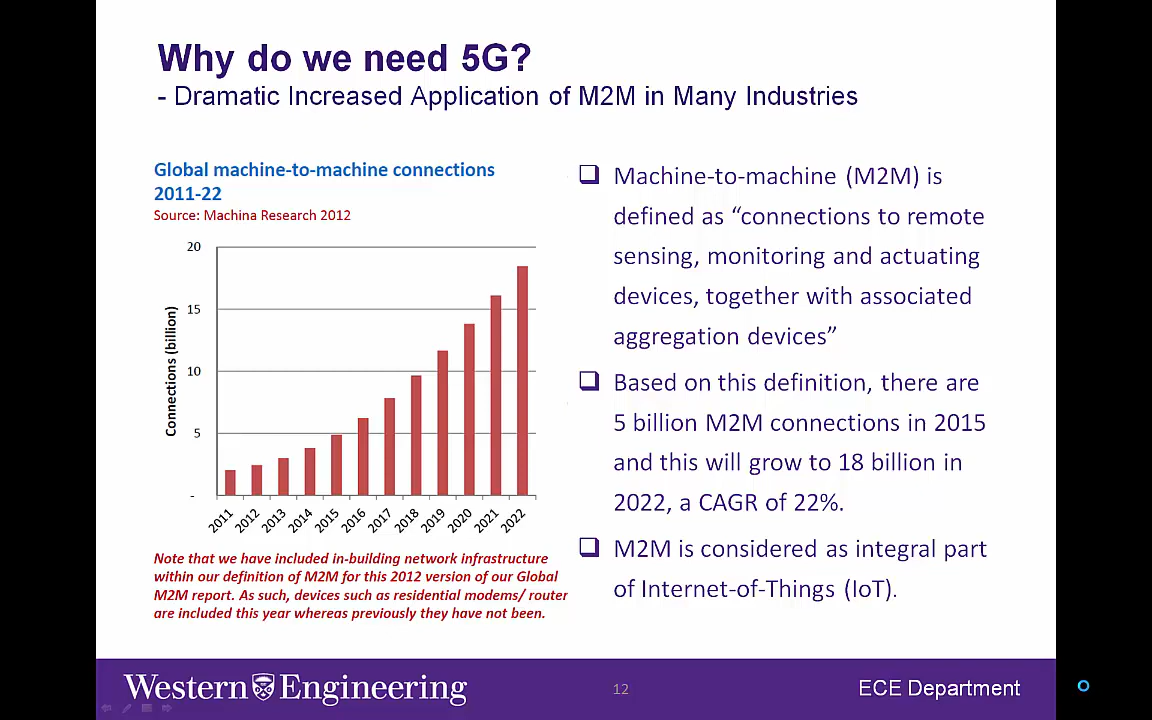 Why do we need 5G?
- Dramatic Increased Application of M2M in Many Industries
Global machine-to-machine connections
2011-22
Source: Machina Research 2012
20
15
10
5
-
Connections (billion)
2011 2012 2013 2014 2015 2016 2017 2018 2019 2020 2021 2022
Note that we have included in-building network infrastructure
within our definition of M2M for this 2012 version of our Global
M2M report. As such, devices such as residential modems/ router
are included this year whereas previously they have not been.
Machine-to-machine (M2M) is
defined as “connections to remote
sensing, monitoring and actuating
devices, together with associated
aggregation devices”
Based on this definition, there are
5 billion M2M connections in 2015
and this will grow to 18 billion in
2022, a CAGR of 22%.
M2M is considered as integral part
of Internet-of-Things (IoT).
Western Engineering
12
ECE Department